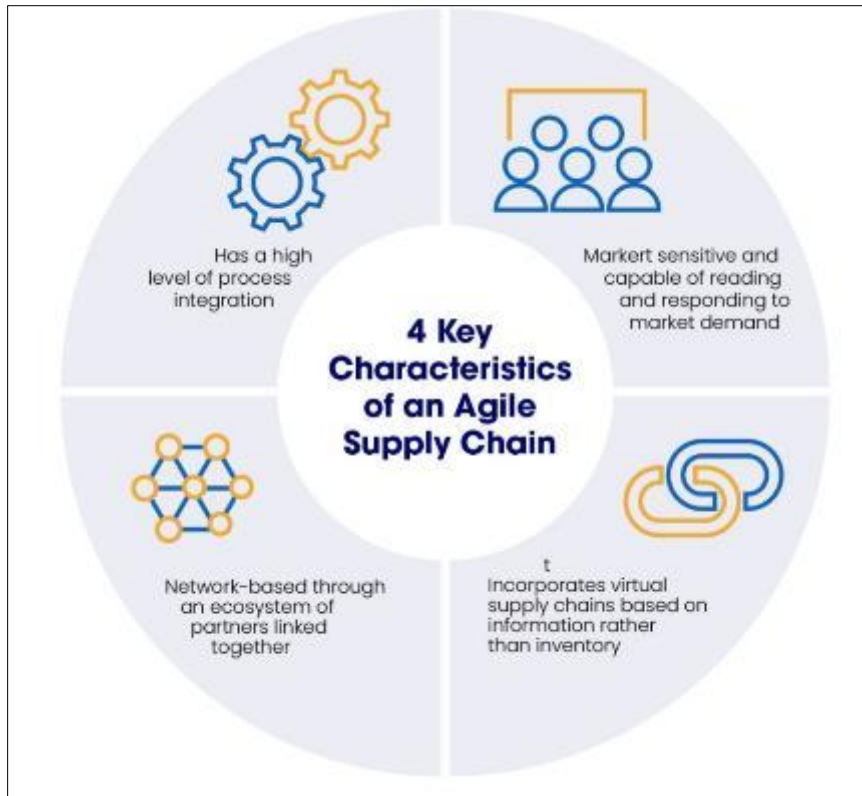 Has a high
level of process
integration
Markert sensitive and
capable of reading
and responding to
market demand
4 Key
Characteristics
of an Agile
Supply Chain
Network-based through
an ecosystem of
partners linked
together
t
Incorporates virtual
supply chains based on
information rather
than inventory